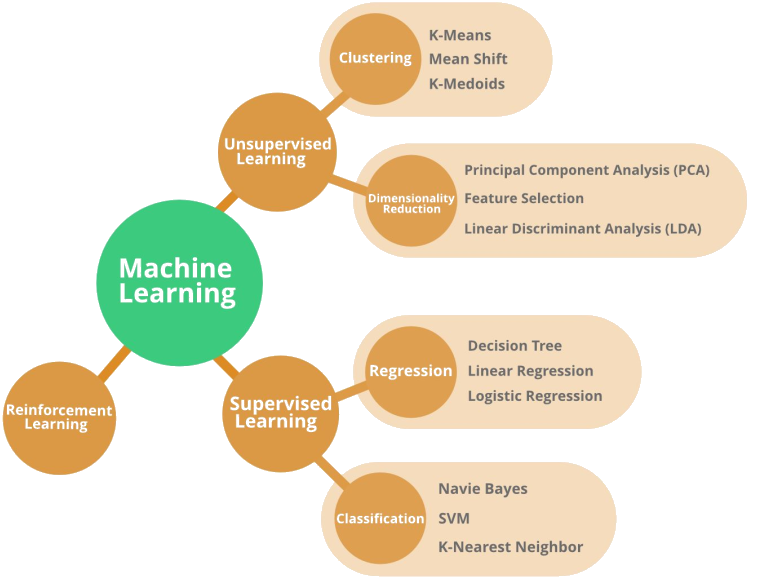 Clustering
K-Means
Mean Shift
K-Medoids
Unsupervised
Learning
Dimensionality
Reduction
Principal Component Analysis (PCA)
Feature Selection
Linear Discriminant Analysis (LDA)
Machine
Learning
Reinforcement
Learning
Supervised
Learning
Regression
Decision Tree
Linear Regression
Logistic Regression
Classification
Navie Bayes
SVM
K-Nearest Neighbor